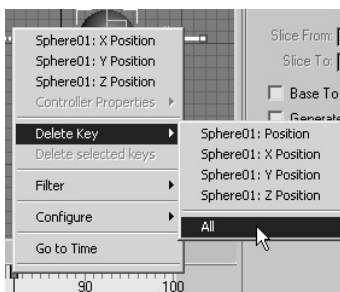 Sphere01: X Position
Sphere01: Y Position
Sphere01: Z Position
Controller Properties
Delete Key
Delete selected keys
Filter
Configure
Go to Time
Sphere01: Position
Sphere01: X Position
Sphere01: Y Position
Sphere01: Z Position
All
Slice From:
Slice To:
Base To
90 100